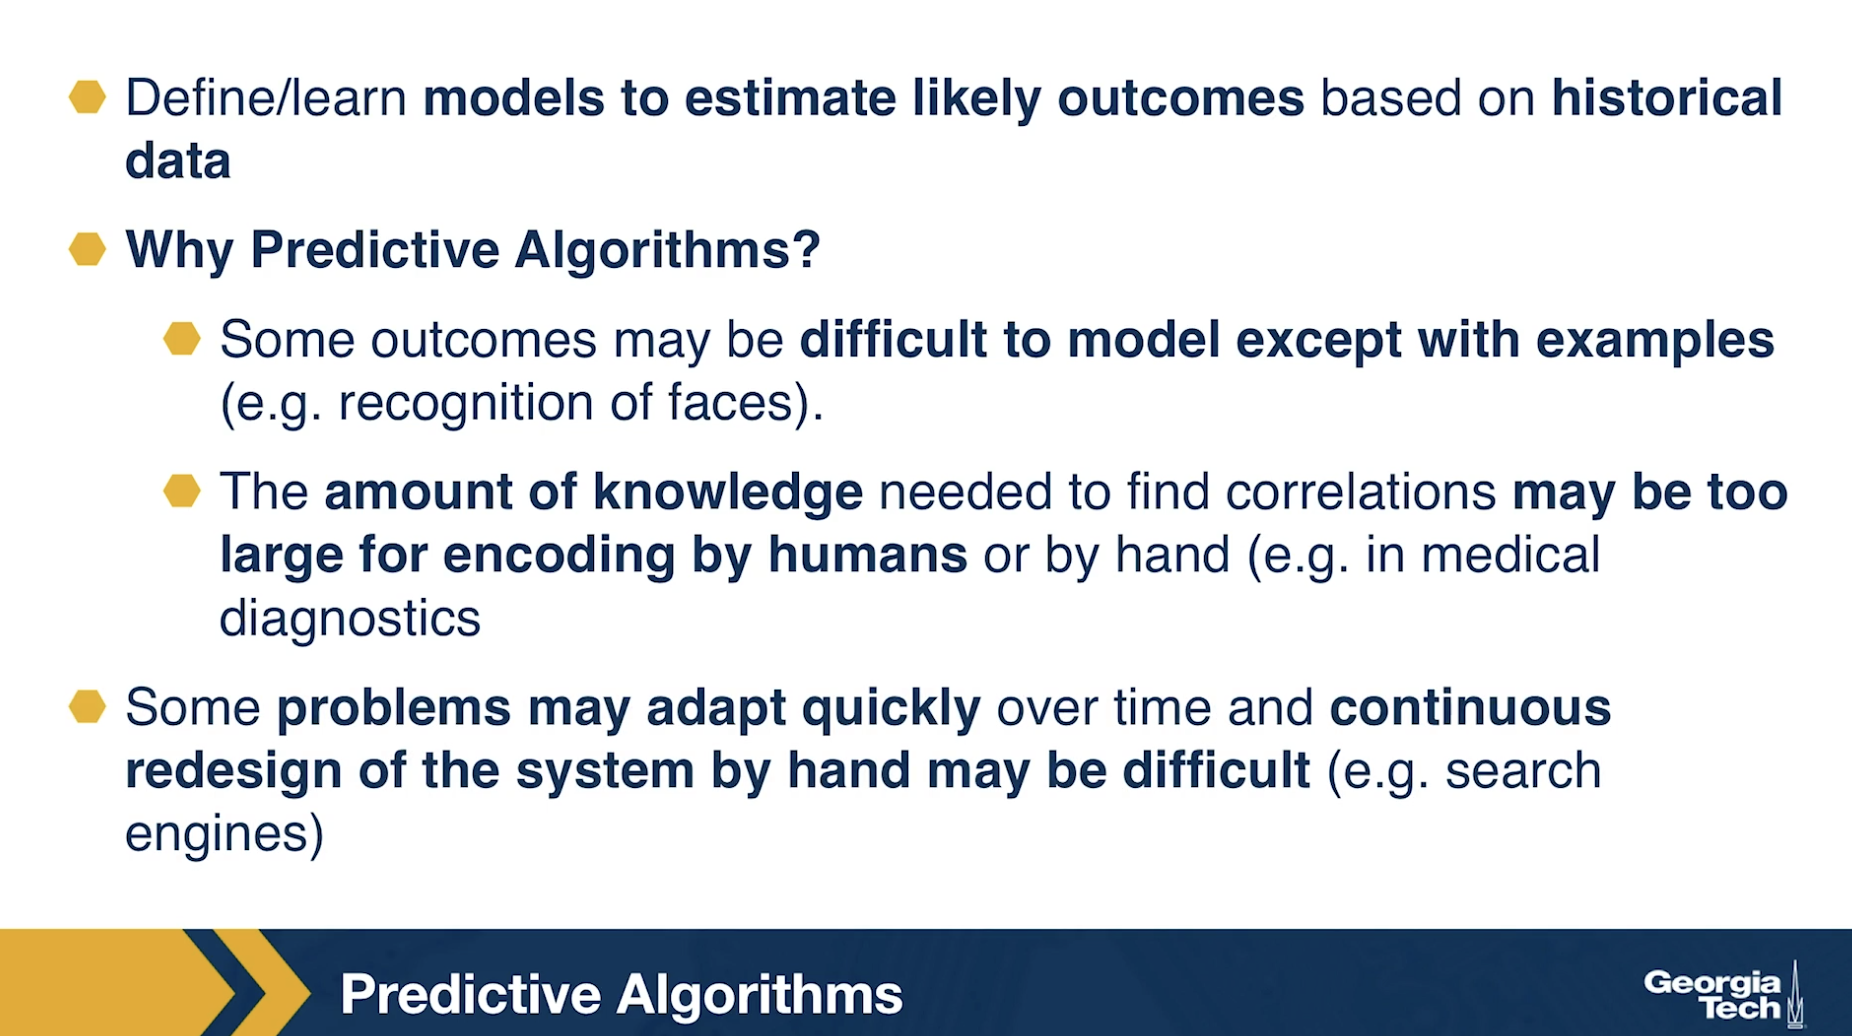 Define/learn models to estimate likely outcomes based on historical
data
Why Predictive Algorithms?
Some outcomes may be difficult to model except with examples
(e.g. recognition of faces).
The amount of knowledge needed to find correlations may be too
large for encoding by humans or by hand (e.g. in medical
diagnostics
Some problems may adapt quickly over time and continuous
redesign of the system by hand may be difficult (e.g. search
engines)
Predictive Algorithms
Georgia
Tech